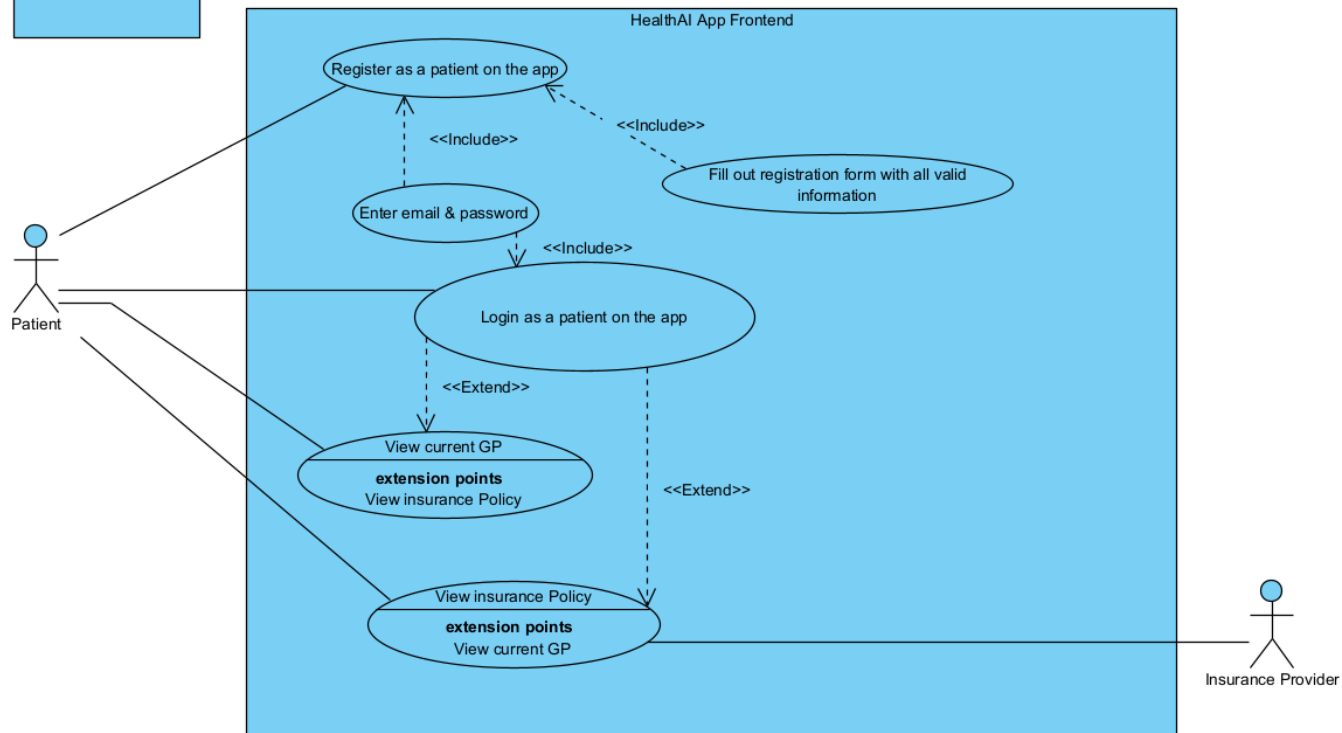 HealthAI App Frontend
Register as a patient on the app
<<Include>>
<<Include>>
Fill out registration form with all valid
information
Enter email & password
<<Include>>
Patient
Login as a patient on the app
<<Extend>>
View current GP
extension points
View insurance Policy
<<Extend>>
View insurance Policy
extension points
View current GP
Insurance Provider